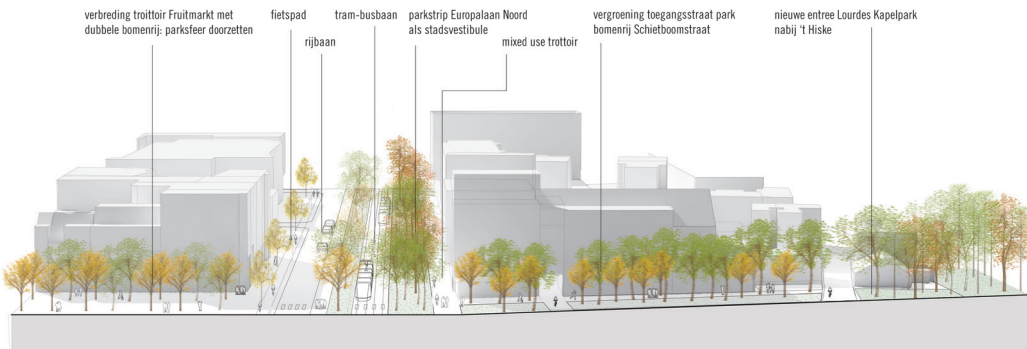 verbreding troittoir Fruitmarkt met
dubbele bomenrij: parksfeer doorzetten
fietspad
rijbaan
tram-busbaan
parkstrip Europalaan Noord
als stadsvestibule
mixed use trottoir
vergroening toegangsstraat park
bomenrij Schietboomstraat
nieuwe entree Lourdes Kapelpark
nabij ‘t Hiske